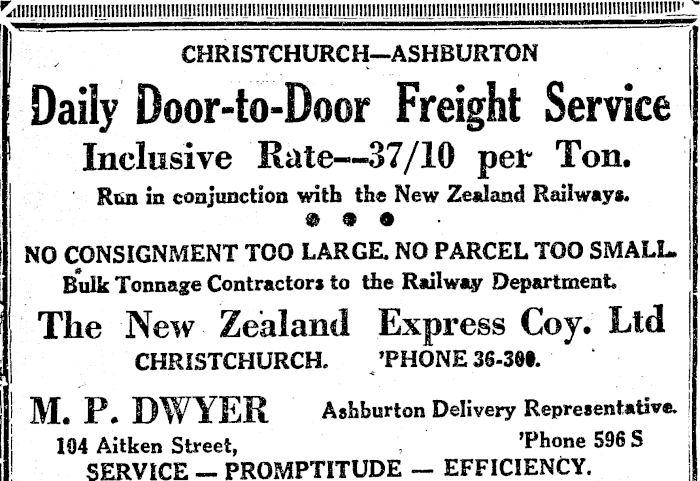 CHRISTCHURCH—ASHBURTON
Daily Door-to-Door Freight Service
Inclusive Rate—37/10 per Ton.
Run in conjunction with the New Zealand Railways.
NO CONSIGNMENT TOO LARGE. NO PARCEL TOO SMALL.
Bulk Tonnage Contractors to the Railway Department.
The New Zealand Express Coy. Ltd
CHRISTCHURCH. 'PHONE 36-300.
M. P. DWYER Ashburton Delivery Representative.
104 Aitken Street, 'Phone 596 S
SERVICE — PROMPTITUDE — EFFICIENCY.